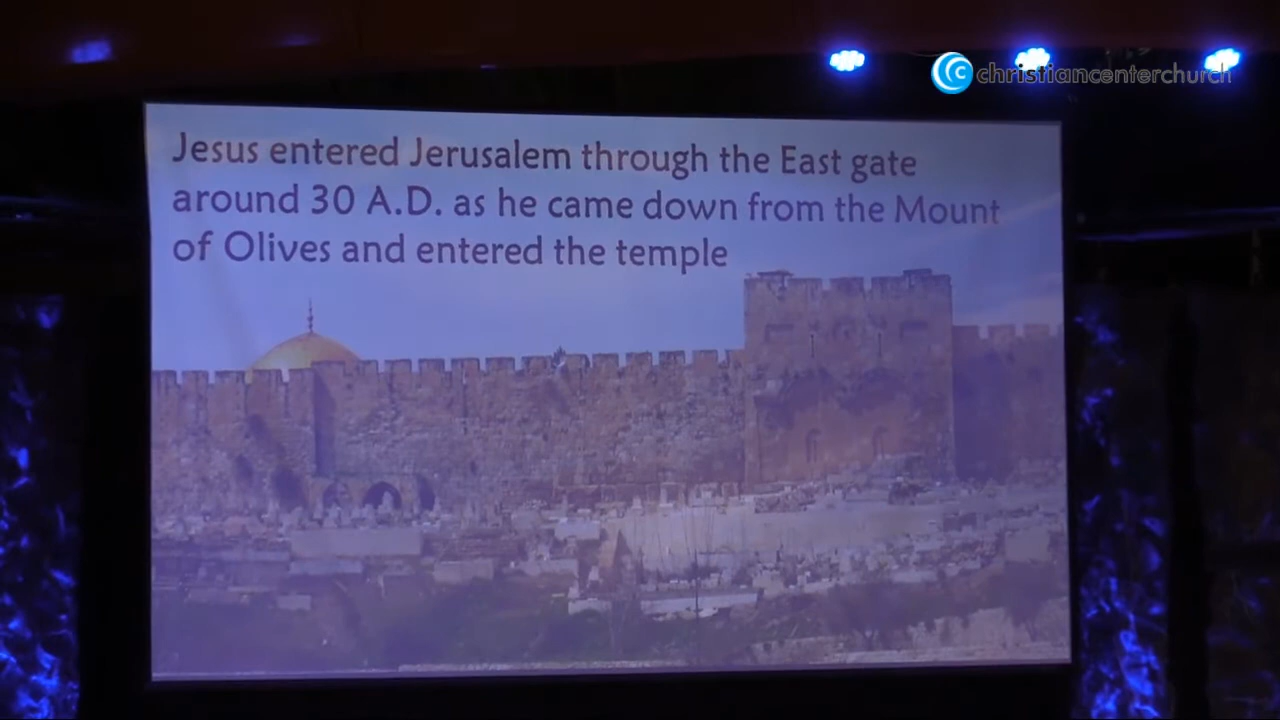 christiancenterchurch
Jesus entered Jerusalem through the East gate
around 30 A.D. as he came down from the Mount
of Olives and entered the temple